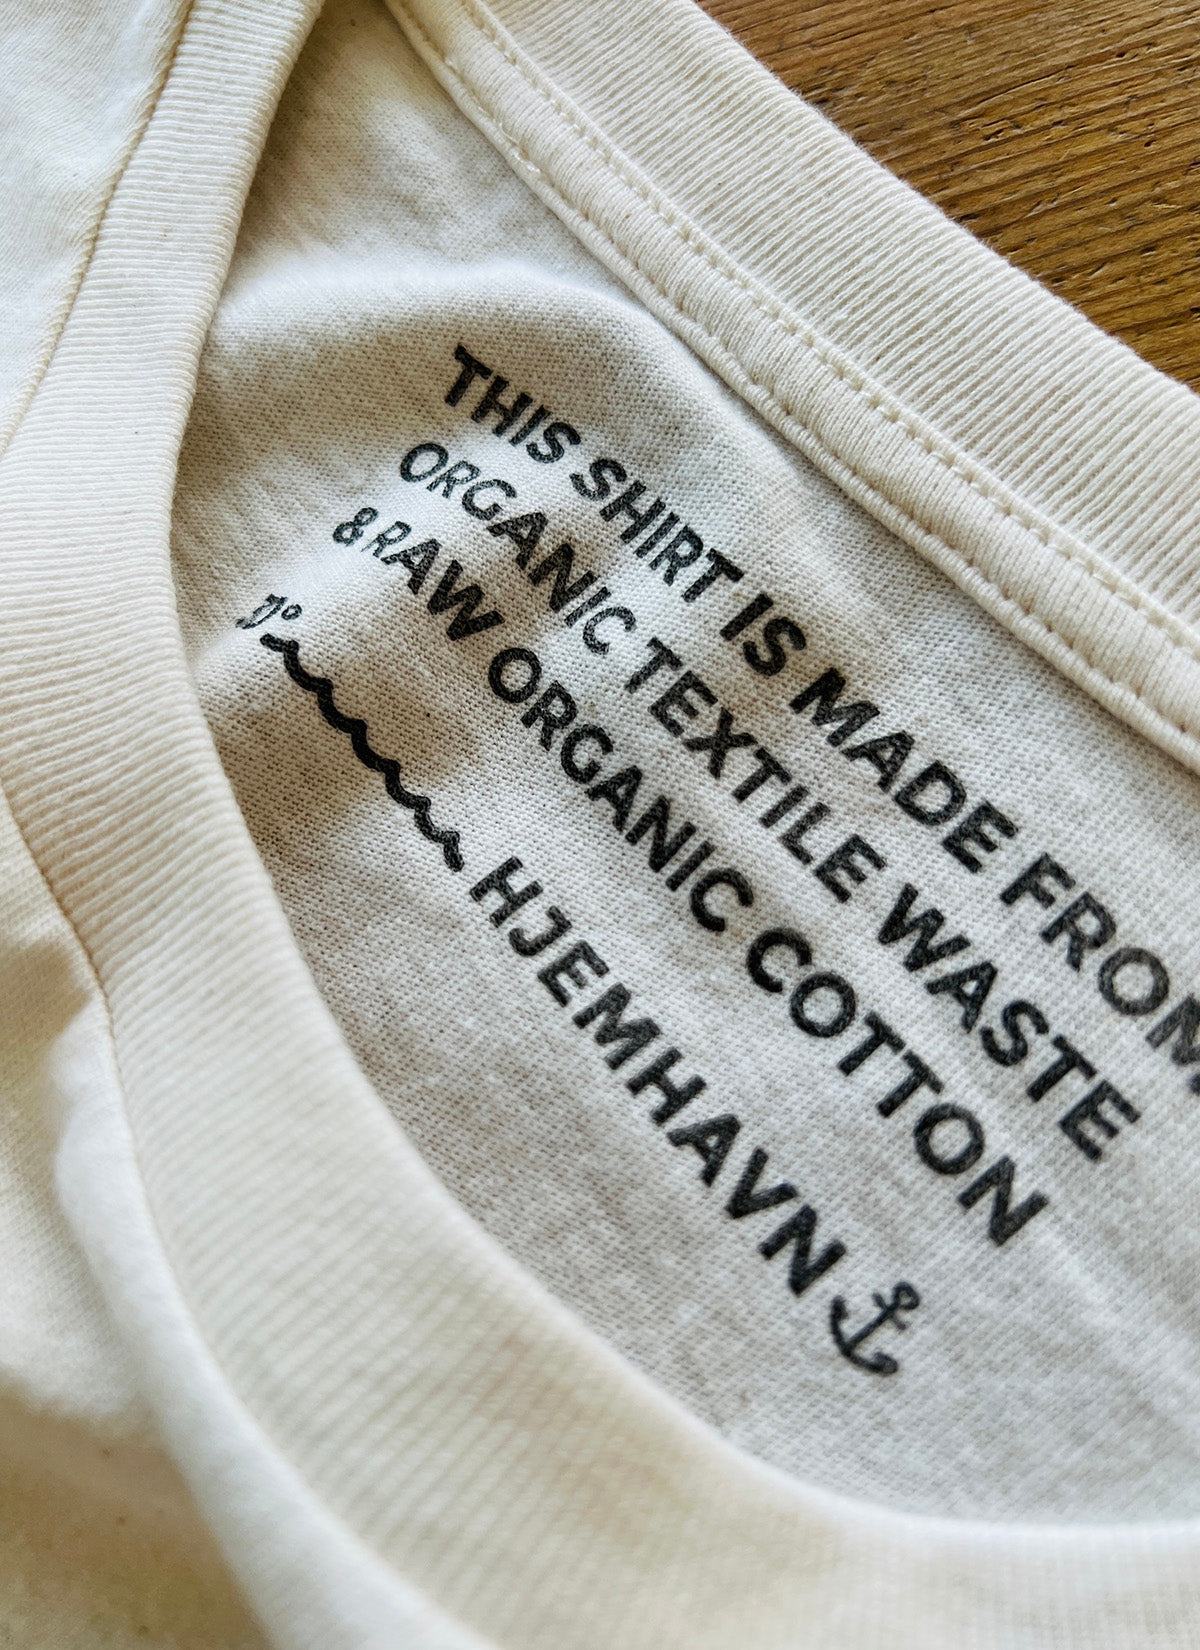 THIS SHIRT IS MADE FROM
ORGANIC TEXTILE WASTE
& RAW ORGANIC COTTON
HJEMHAVN